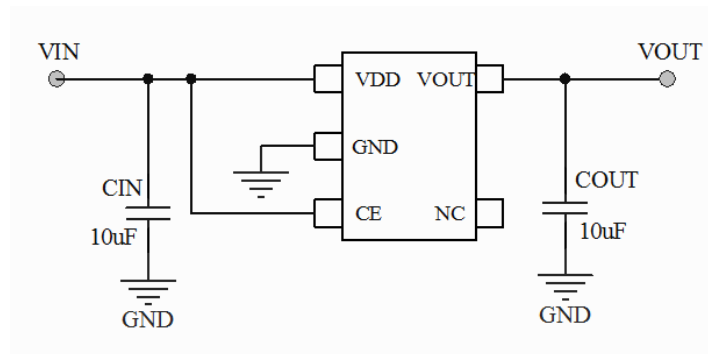 VIN
VOUT
VDD
VOUT
GND
CIN
COUT
CE
NC
10uF
10uF
GND
GND